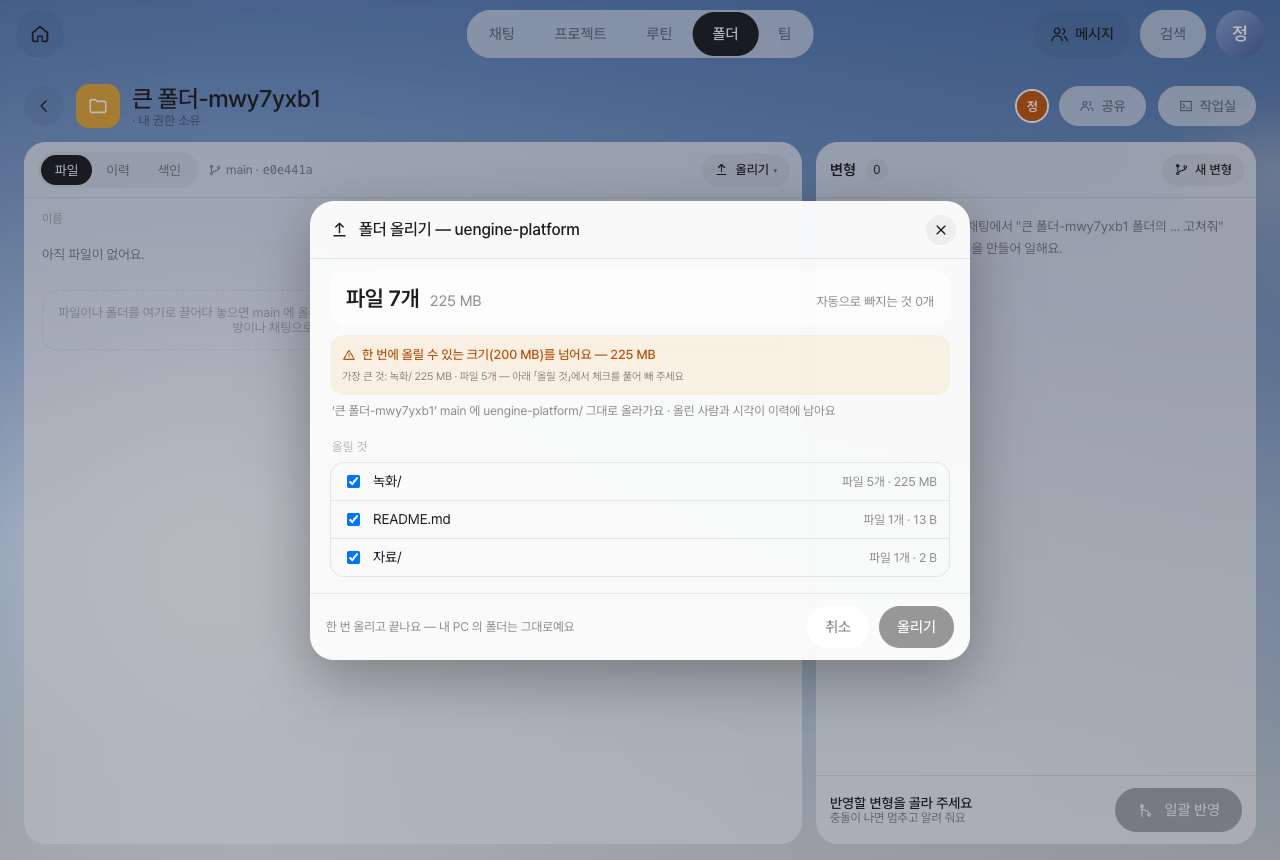 채팅
프로젝트
루틴
폴더
팀
메시지
검색
정
큰 폴더-mwy7yxb1
· 내 권한 소유
정
공유
작업실
파일
이력
색인
main · e0e441a
올리기
변형
0
새 변형
이름
아직 파일이 없어요.
파일이나 폴더를 여기로 끌어다 놓으면 main 에
방이나 채팅으로
채팅에서 "큰 폴더-mwy7yxb1 폴더의 … 고쳐줘"
을 만들어 일해요.
폴더 올리기 — uengine-platform
파일 7개
225 MB
자동으로 빠지는 것 0개
한 번에 올릴 수 있는 크기(200 MB)를 넘어요 — 225 MB
가장 큰 것: 녹화/ 225 MB · 파일 5개 — 아래 「올릴 것」에서 체크를 풀어 빼 주세요
‘큰 폴더-mwy7yxb1’ main 에 uengine-platform/ 그대로 올라가요 · 올린 사람과 시각이 이력에 남아요
올릴 것
녹화/
파일 5개 · 225 MB
README.md
파일 1개 · 13 B
자료/
파일 1개 · 2 B
한 번 올리고 끝나요 — 내 PC 의 폴더는 그대로예요
취소
올리기
반영할 변형을 골라 주세요
충돌이 나면 멈추고 알려 줘요
일괄 반영